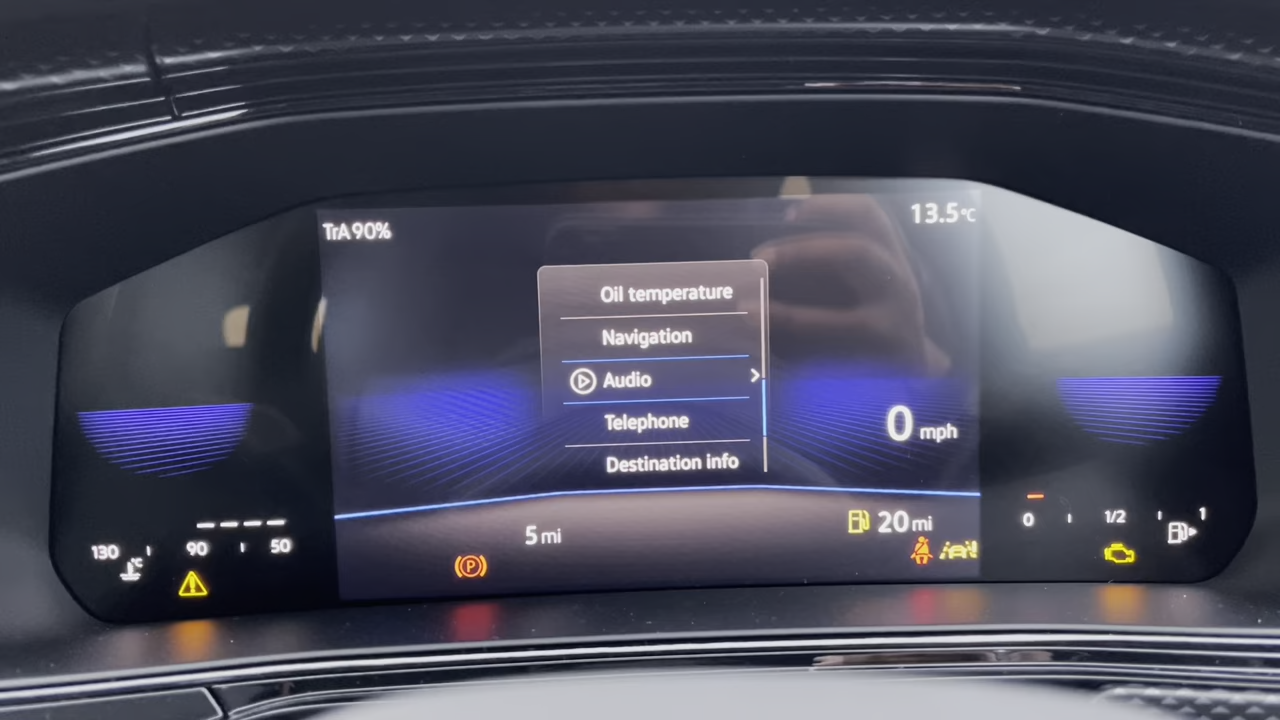 TrA 90%
13.5°C
Oil temperature
Navigation
Audio
Telephone
Destination info
0 mph
5 mi
20 mi
130 90 50
°C
0 1/2 1
P